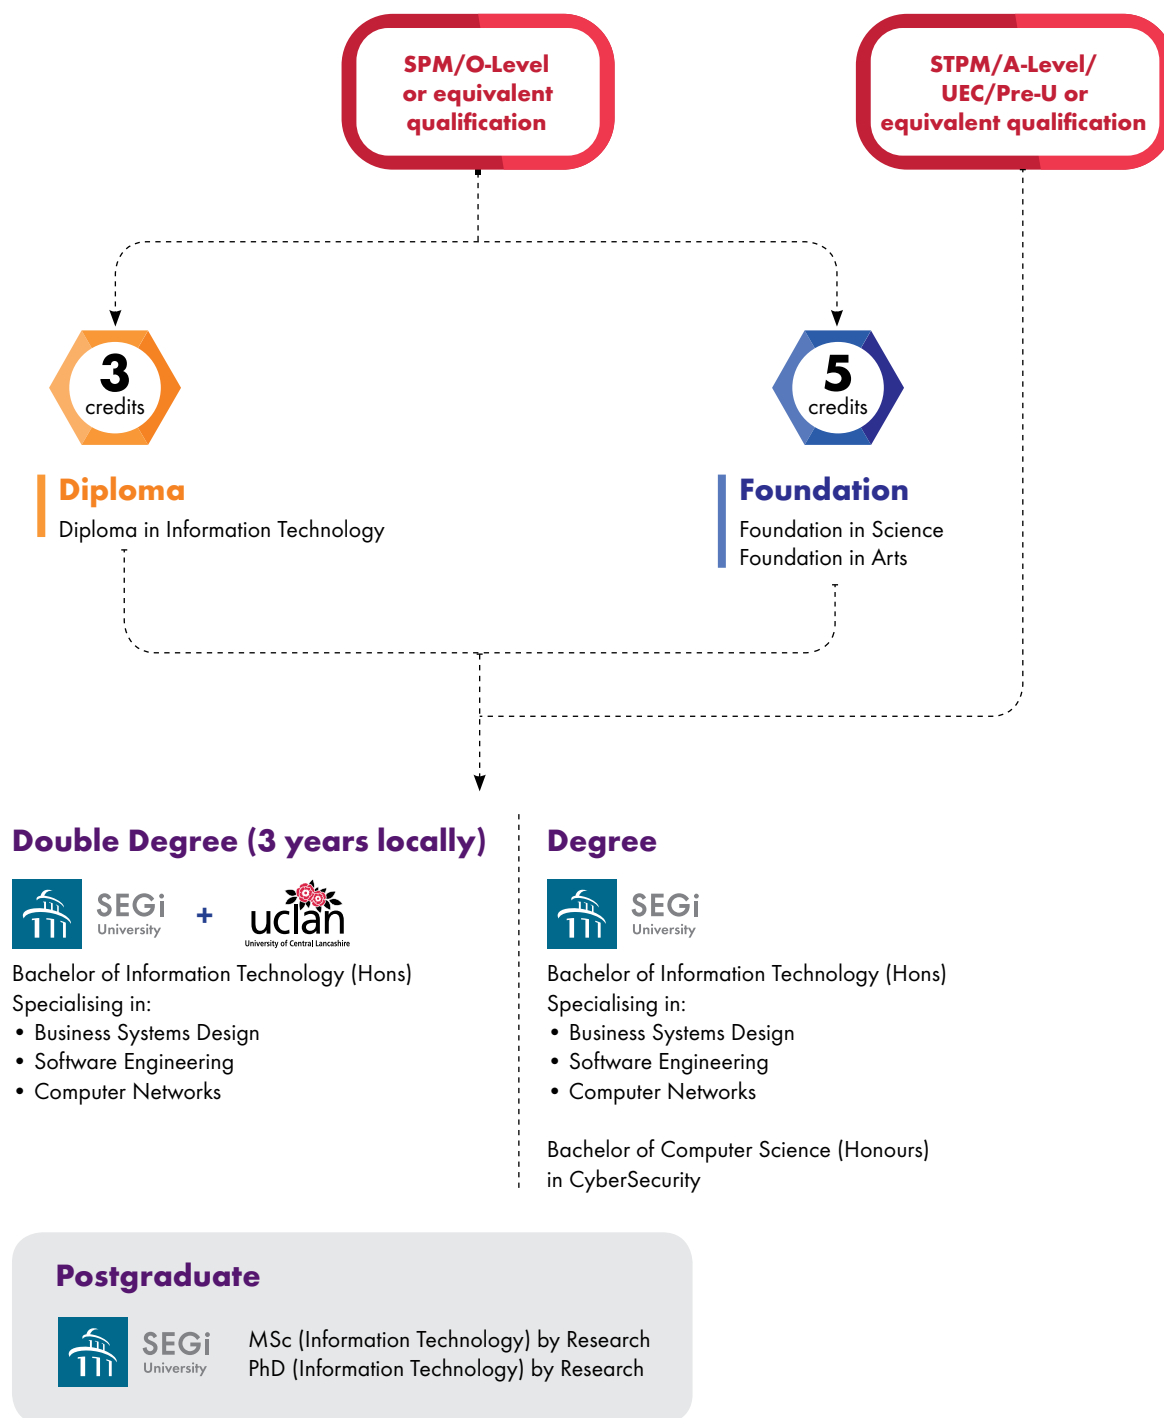 SPM/O-Level
or equivalent
qualification
STPM/A-Level/
UEC/Pre-U or
equivalent qualification
3
credits
5
credits
Diploma
Diploma in Information Technology
Foundation
Foundation in Science
Foundation in Arts
Double Degree (3 years locally)
SEGi
University
+
uclan
University of Central Lancashire
Bachelor of Information Technology (Hons)
Specialising in:
• Business Systems Design
• Software Engineering
• Computer Networks
Degree
SEGi
University
Bachelor of Information Technology (Hons)
Specialising in:
• Business Systems Design
• Software Engineering
• Computer Networks
Bachelor of Computer Science (Honours)
in CyberSecurity
Postgraduate
SEGi
University
MSc (Information Technology) by Research
PhD (Information Technology) by Research